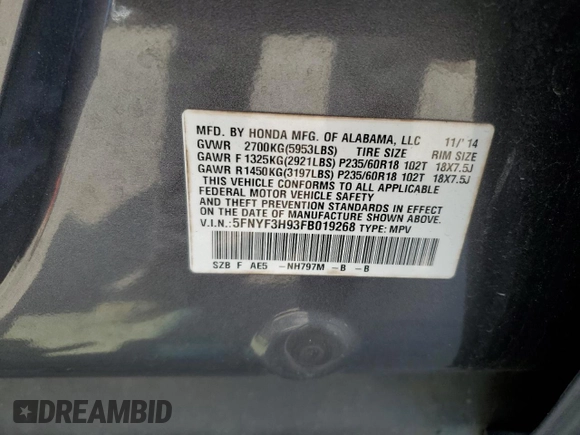 MFD. BY HONDA MFG. OF ALABAMA, LLC 11/'14
GVWR 2700KG(5953LBS) TIRE SIZE RIM SIZE
GAWR F 1325KG(2921LBS) P235/60R18 102T 18X7.5J
GAWR R1450KG(3197LBS) P235/60R18 102T 18X7.5J
THIS VEHICLE CONFORMS TO ALL APPLICABLE
FEDERAL MOTOR VEHICLE SAFETY
AND THEFT PREVENTION STANDARDS IN EFFECT
ON THE DATE OF MANUFACTURE SHOWN ABOVE.
V.I.N.: 5FNYF3H93FB019268 TYPE: MPV
SZB F AE5 -NH797M -B -B
DREAMBID